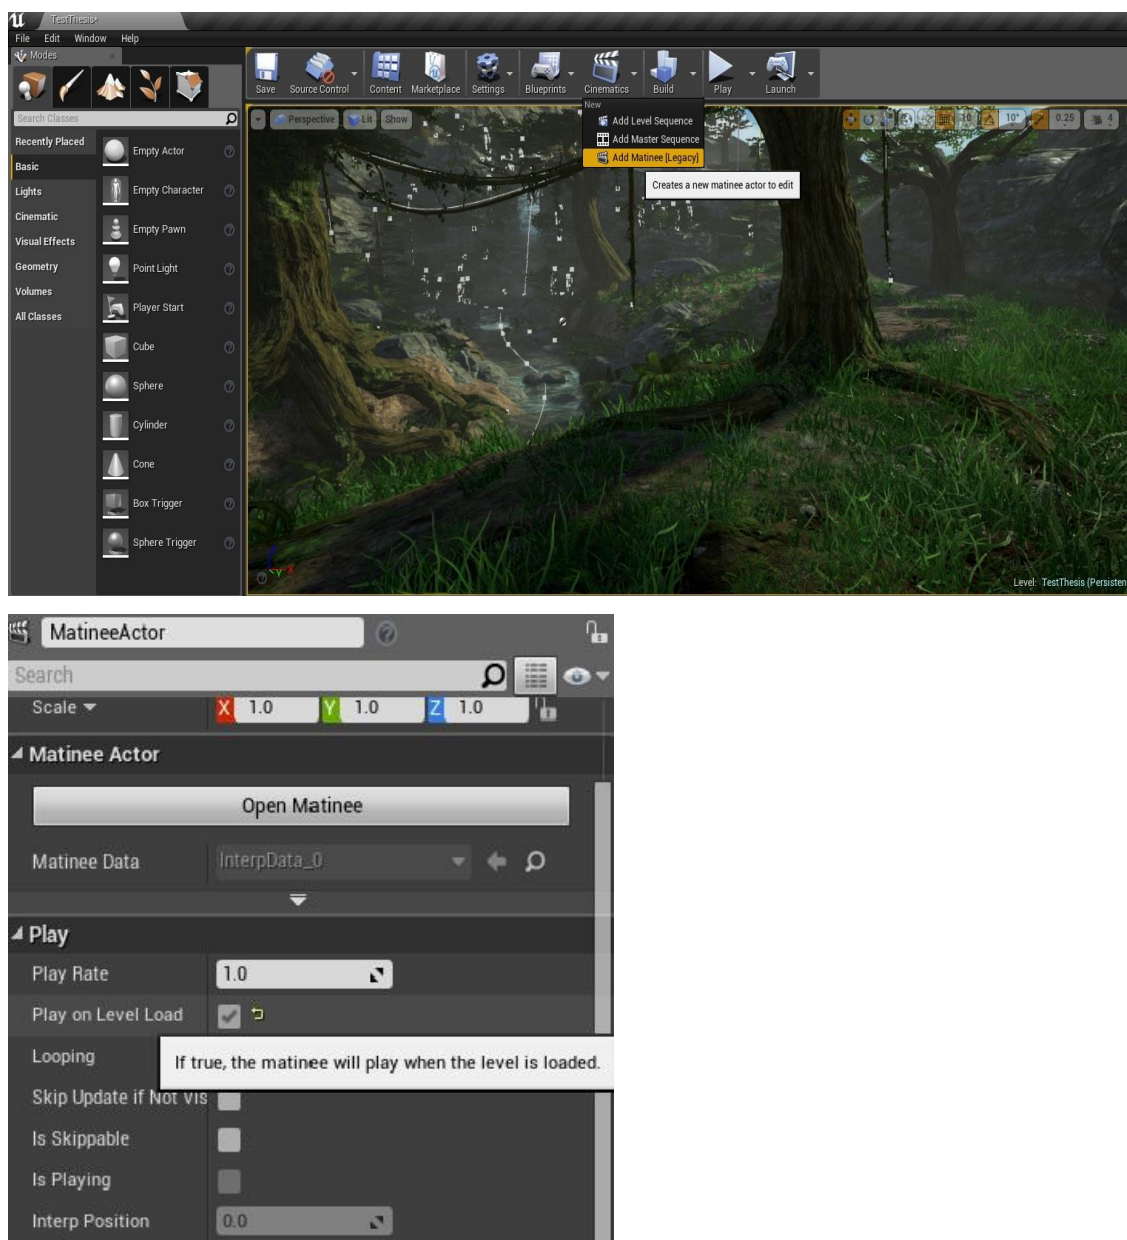 TestThesis*
File Edit Window Help
Modes
Save Source Control Content Marketplace Settings Blueprints Cinematics Build Play Launch
Search Classes
Recently Placed
Basic
Lights
Cinematic
Visual Effects
Geometry
Volumes
All Classes
Empty Actor
Empty Character
Empty Pawn
Point Light
Player Start
Cube
Sphere
Cylinder
Cone
Box Trigger
Sphere Trigger
Perspective Lit Show
New
Add Level Sequence
Add Master Sequence
Add Matinee [Legacy]
Creates a new matinee actor to edit
10 10° 0.25 4
Level: TestThesis (Persisten
MatineeActor
Search
Scale X 1.0 Y 1.0 Z 1.0
Matinee Actor
Open Matinee
Matinee Data InterpData_0
Play
Play Rate 1.0
Play on Level Load
Looping
If true, the matinee will play when the level is loaded.
Skip Update if Not Vis
Is Skippable
Is Playing
Interp Position 0.0